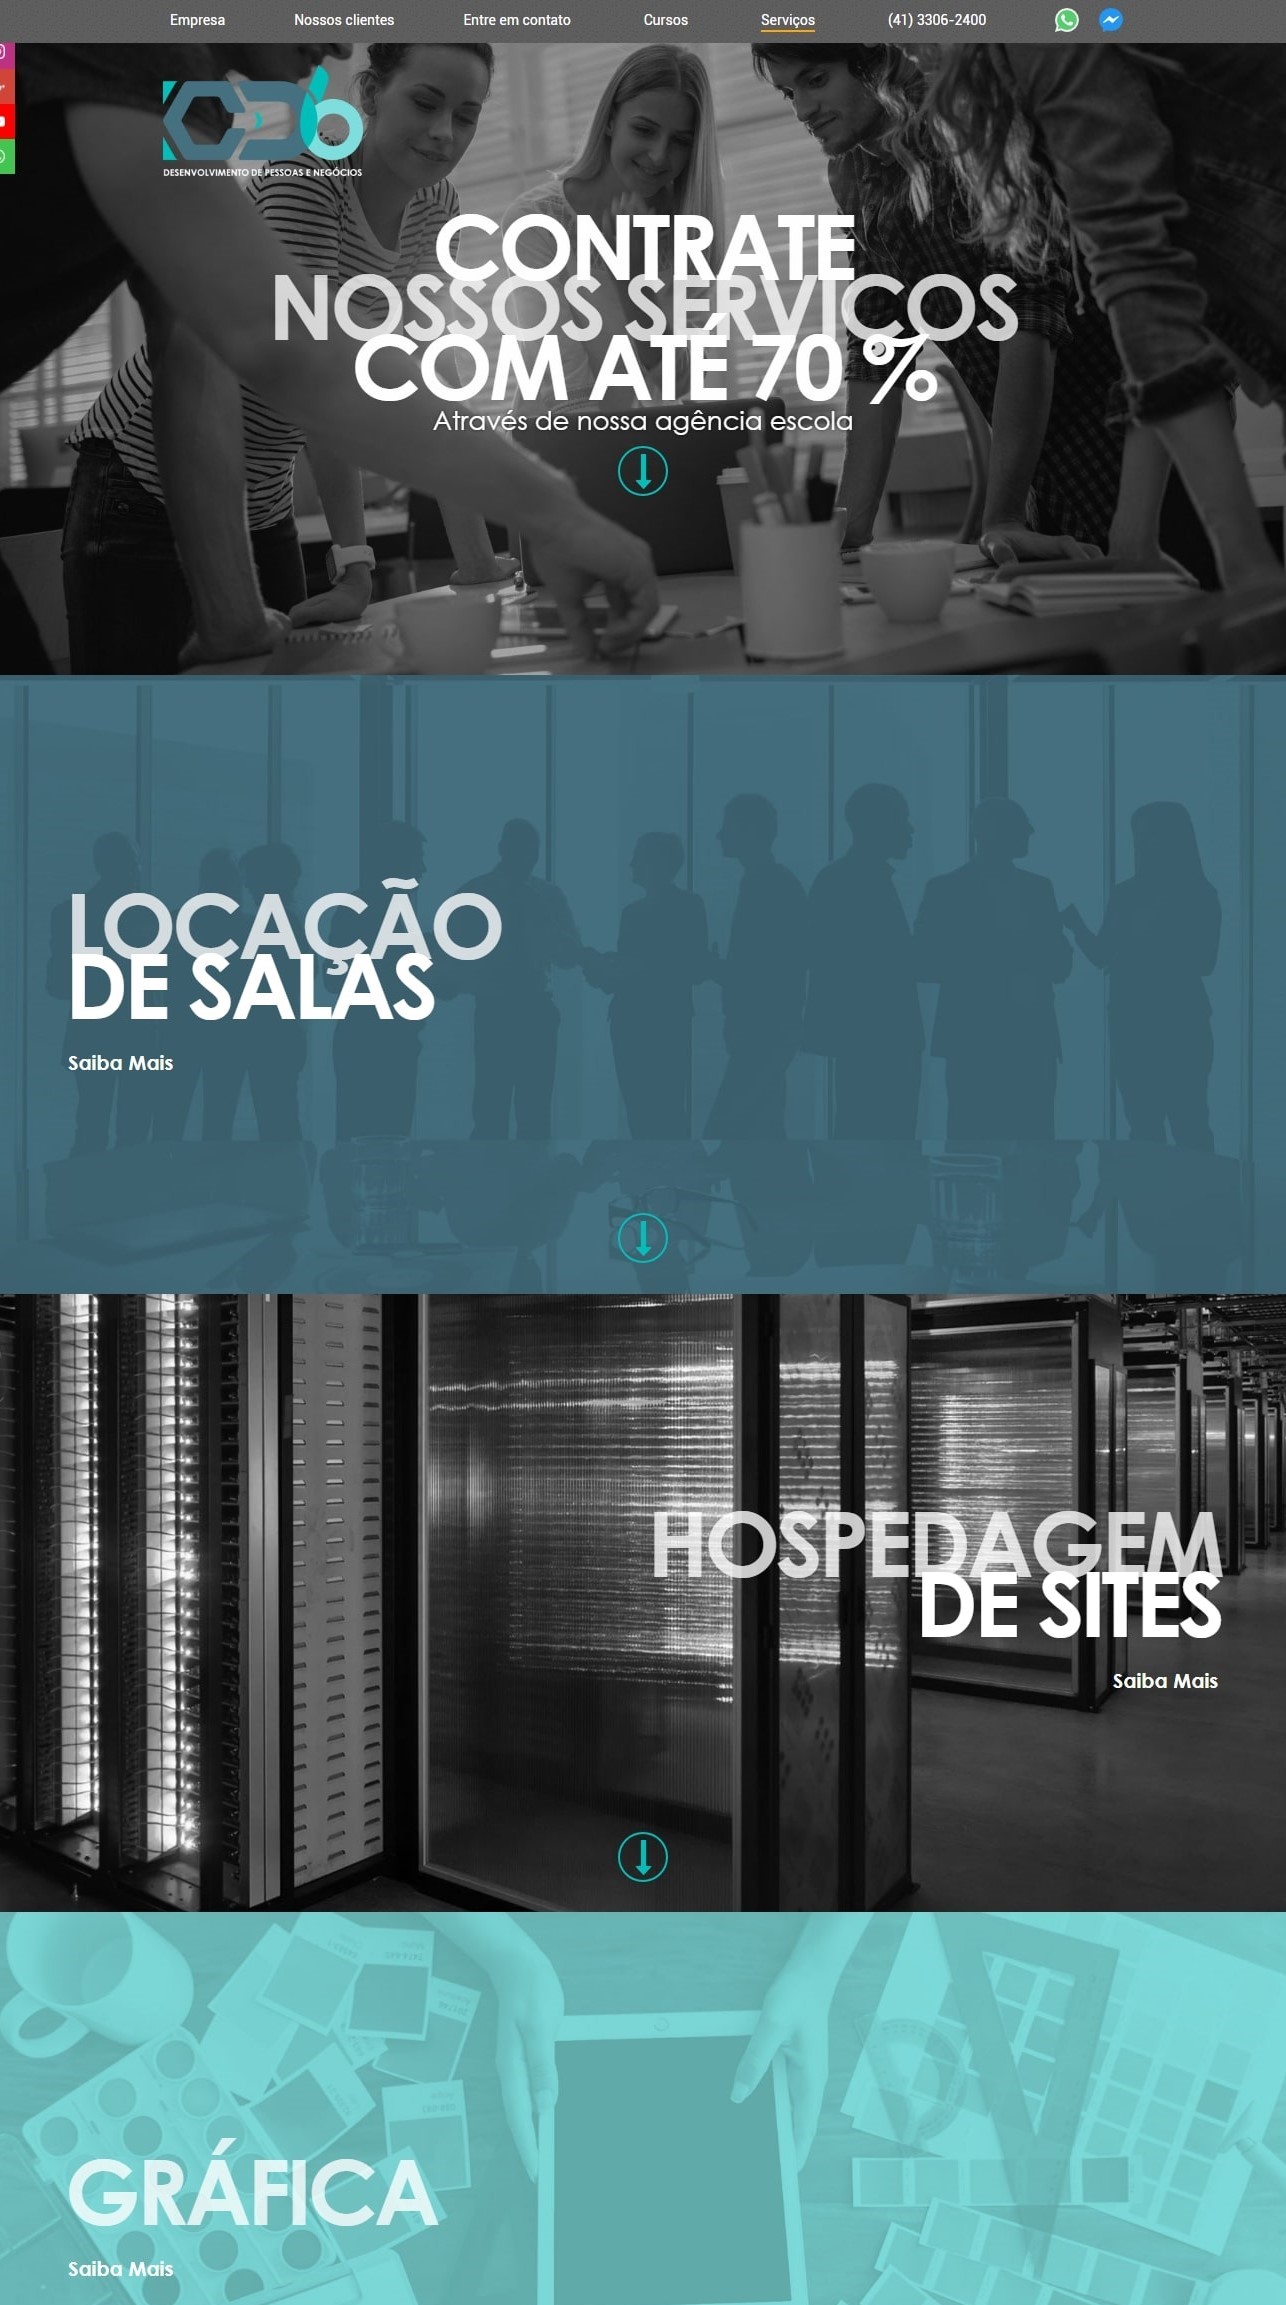 Empresa
Nossos clientes
Entre em contato
Cursos
Serviços
(41) 3306-2400
DESENVOLVIMENTO DE PESSOAS E NEGÓCIOS
CONTRATE
NOSSOS SERVIÇOS
COM ATÉ 70 %
Através de nossa agência escola
LOCAÇÃO
DE SALAS
Saiba Mais
HOSPEDAGEM
DE SITES
Saiba Mais
GRÁFICA
Saiba Mais